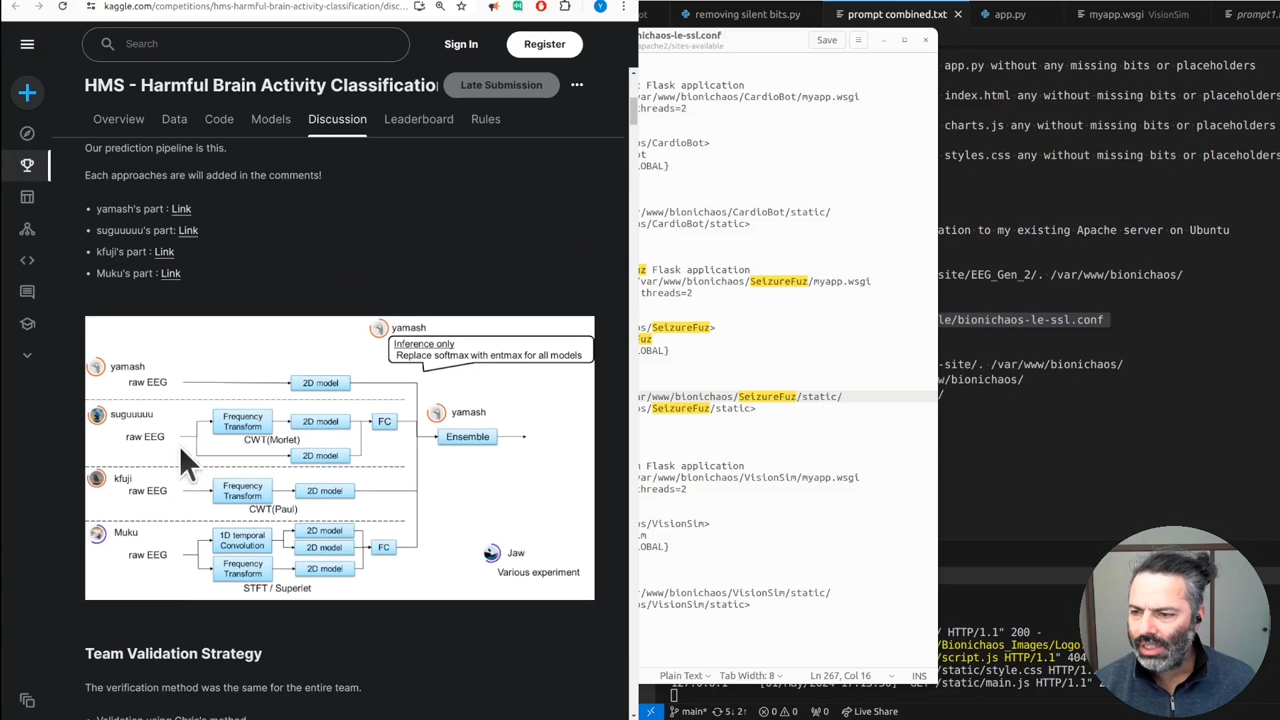 kaggle.com/competitions/hms-harmful-brain-activity-classification/disc...
Search
Sign In
Register
HMS - Harmful Brain Activity Classification
Late Submission
Overview
Data
Code
Models
Discussion
Leaderboard
Rules
Our prediction pipeline is this.
Each approaches are will added in the comments!
yamash's part : Link
suguuuuu's part: Link
kfuji's part : Link
Muku's part : Link
yamash
Inference only
Replace softmax with entmax for all models
yamash
raw EEG
2D model
suguuuuu
raw EEG
Frequency
Transform
2D model
FC
CWT(Morlet)
2D model
yamash
Ensemble
kfuji
raw EEG
Frequency
Transform
2D model
CWT(Paul)
Muku
raw EEG
1D temporal
Convolution
2D model
2D model
FC
Frequency
Transform
2D model
STFT / Superlet
Jaw
Various experiment
Team Validation Strategy
The verification method was the same for the entire team.
nichaos-le-ssl.conf
apache2/sites-available
Save
Flask application
var/www/bionichaos/CardioBot/myapp.wsgi
threads=2
s/CardioBot>
ot
OBAL}
/www/bionichaos/CardioBot/static/
os/CardioBot/static>
uz Flask application
var/www/bionichaos/SeizureFuz/myapp.wsgi
threads=2
os/SeizureFuz>
Fuz
OBAL}
ar/www/bionichaos/SeizureFuz/static/
os/SeizureFuz/static>
n Flask application
var/www/bionichaos/VisionSim/myapp.wsgi
threads=2
os/VisionSim>
im
OBAL}
/www/bionichaos/VisionSim/static/
os/VisionSim/static>
Plain Text
Tab Width: 8
Ln 267, Col 16
INS
removing silent bits.py
prompt combined.txt
app.py
myapp.wsgi VisionSim
prompt1.
app.py without missing bits or placeholders
index.html any without missing bits or placeholders
charts.js any without missing bits or placeholders
styles.css any without missing bits or placeholders
ation to my existing Apache server on Ubuntu
site/EEG_Gen_2/. /var/www/bionichaos/
le/bionichaos-le-ssl.conf
-site/. /var/www/bionichaos/
w/bionichaos/
/ HTTP/1.1" 200 -
Bionichaos_Images/Logo
/script.js HTTP/1.1" 404
/static/style.css HTTP/1
/static/main.js HTTP/1.1
main*
5↓ 2↑
0
0
0
Live Share